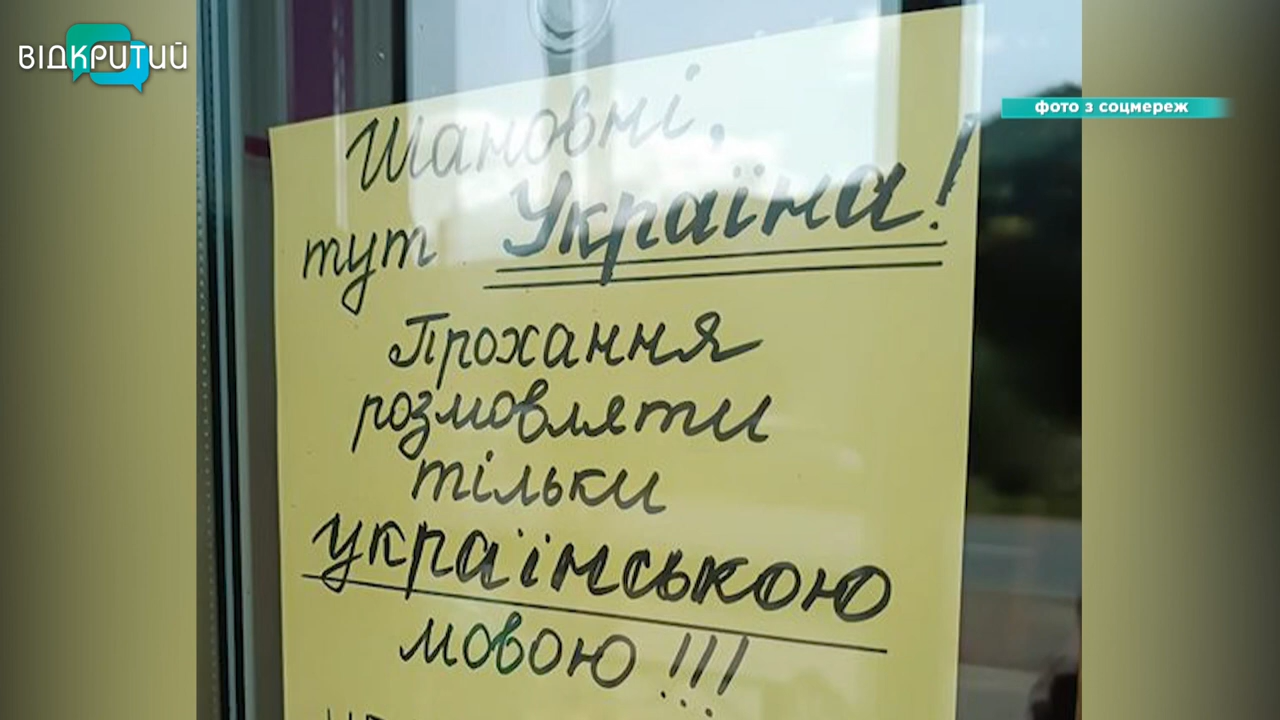 ВІДКРИТИЙ
фото з соцмереж
Шановні,
тут Україна!
Прохання
розмовляти
тільки
українською
мовою!!!